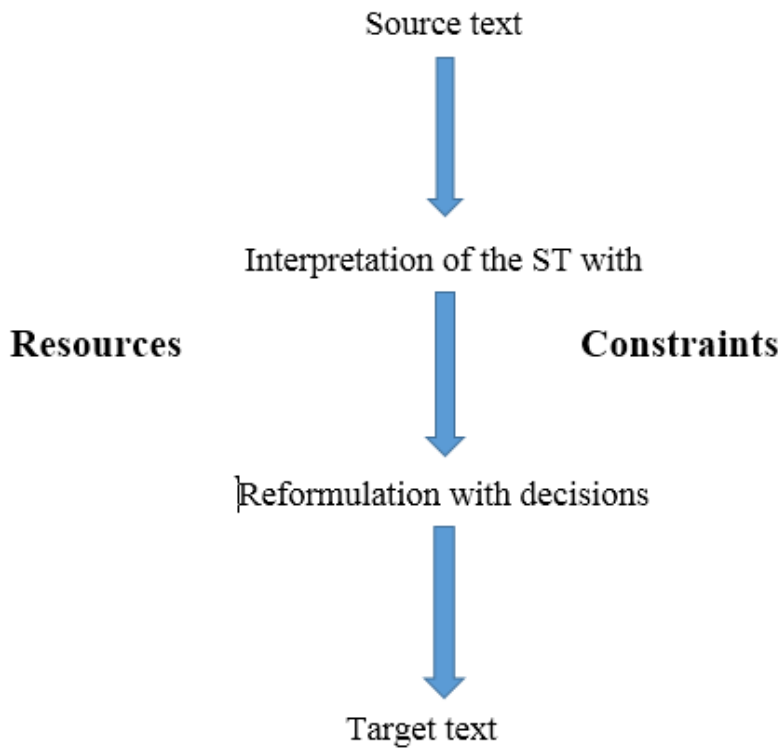 Source text
Interpretation of the ST with
Resources
Constraints
Reformulation with decisions
Target text